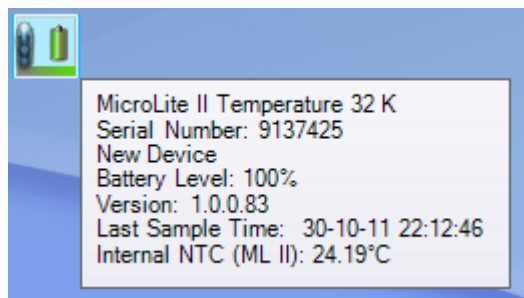 MicroLite II Temperature 32 K
Serial Number: 9137425
New Device
Battery Level: 100%
Version: 1.0.0.83
Last Sample Time: 30-10-11 22:12:46
Internal NTC (ML II): 24.19°C